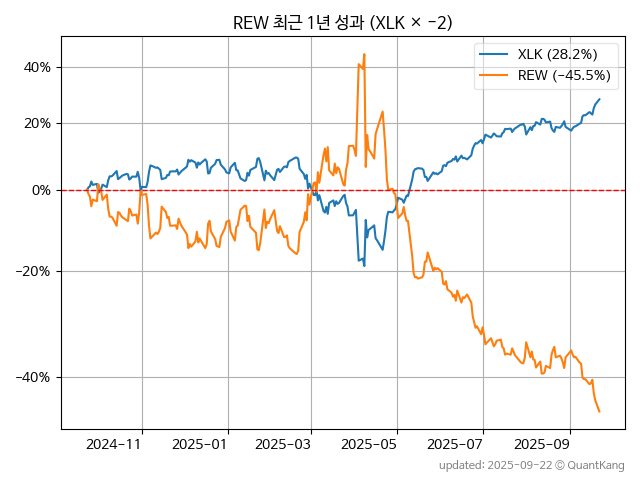 REW 최근 1년 성과 (XLK × −2)
XLK (28.2%)
REW (−45.5%)
40%
20%
0%
−20%
−40%
2024−11
2025−01
2025−03
2025−05
2025−07
2025−09
updated: 2025−09−22 © QuantKang